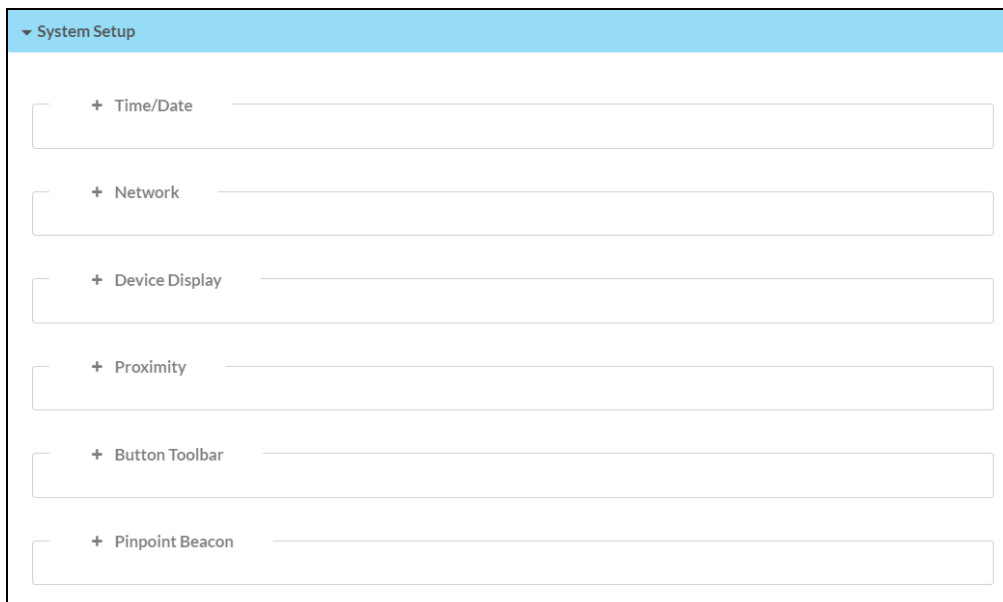 System Setup
+ Time/Date
+ Network
+ Device Display
+ Proximity
+ Button Toolbar
+ Pinpoint Beacon